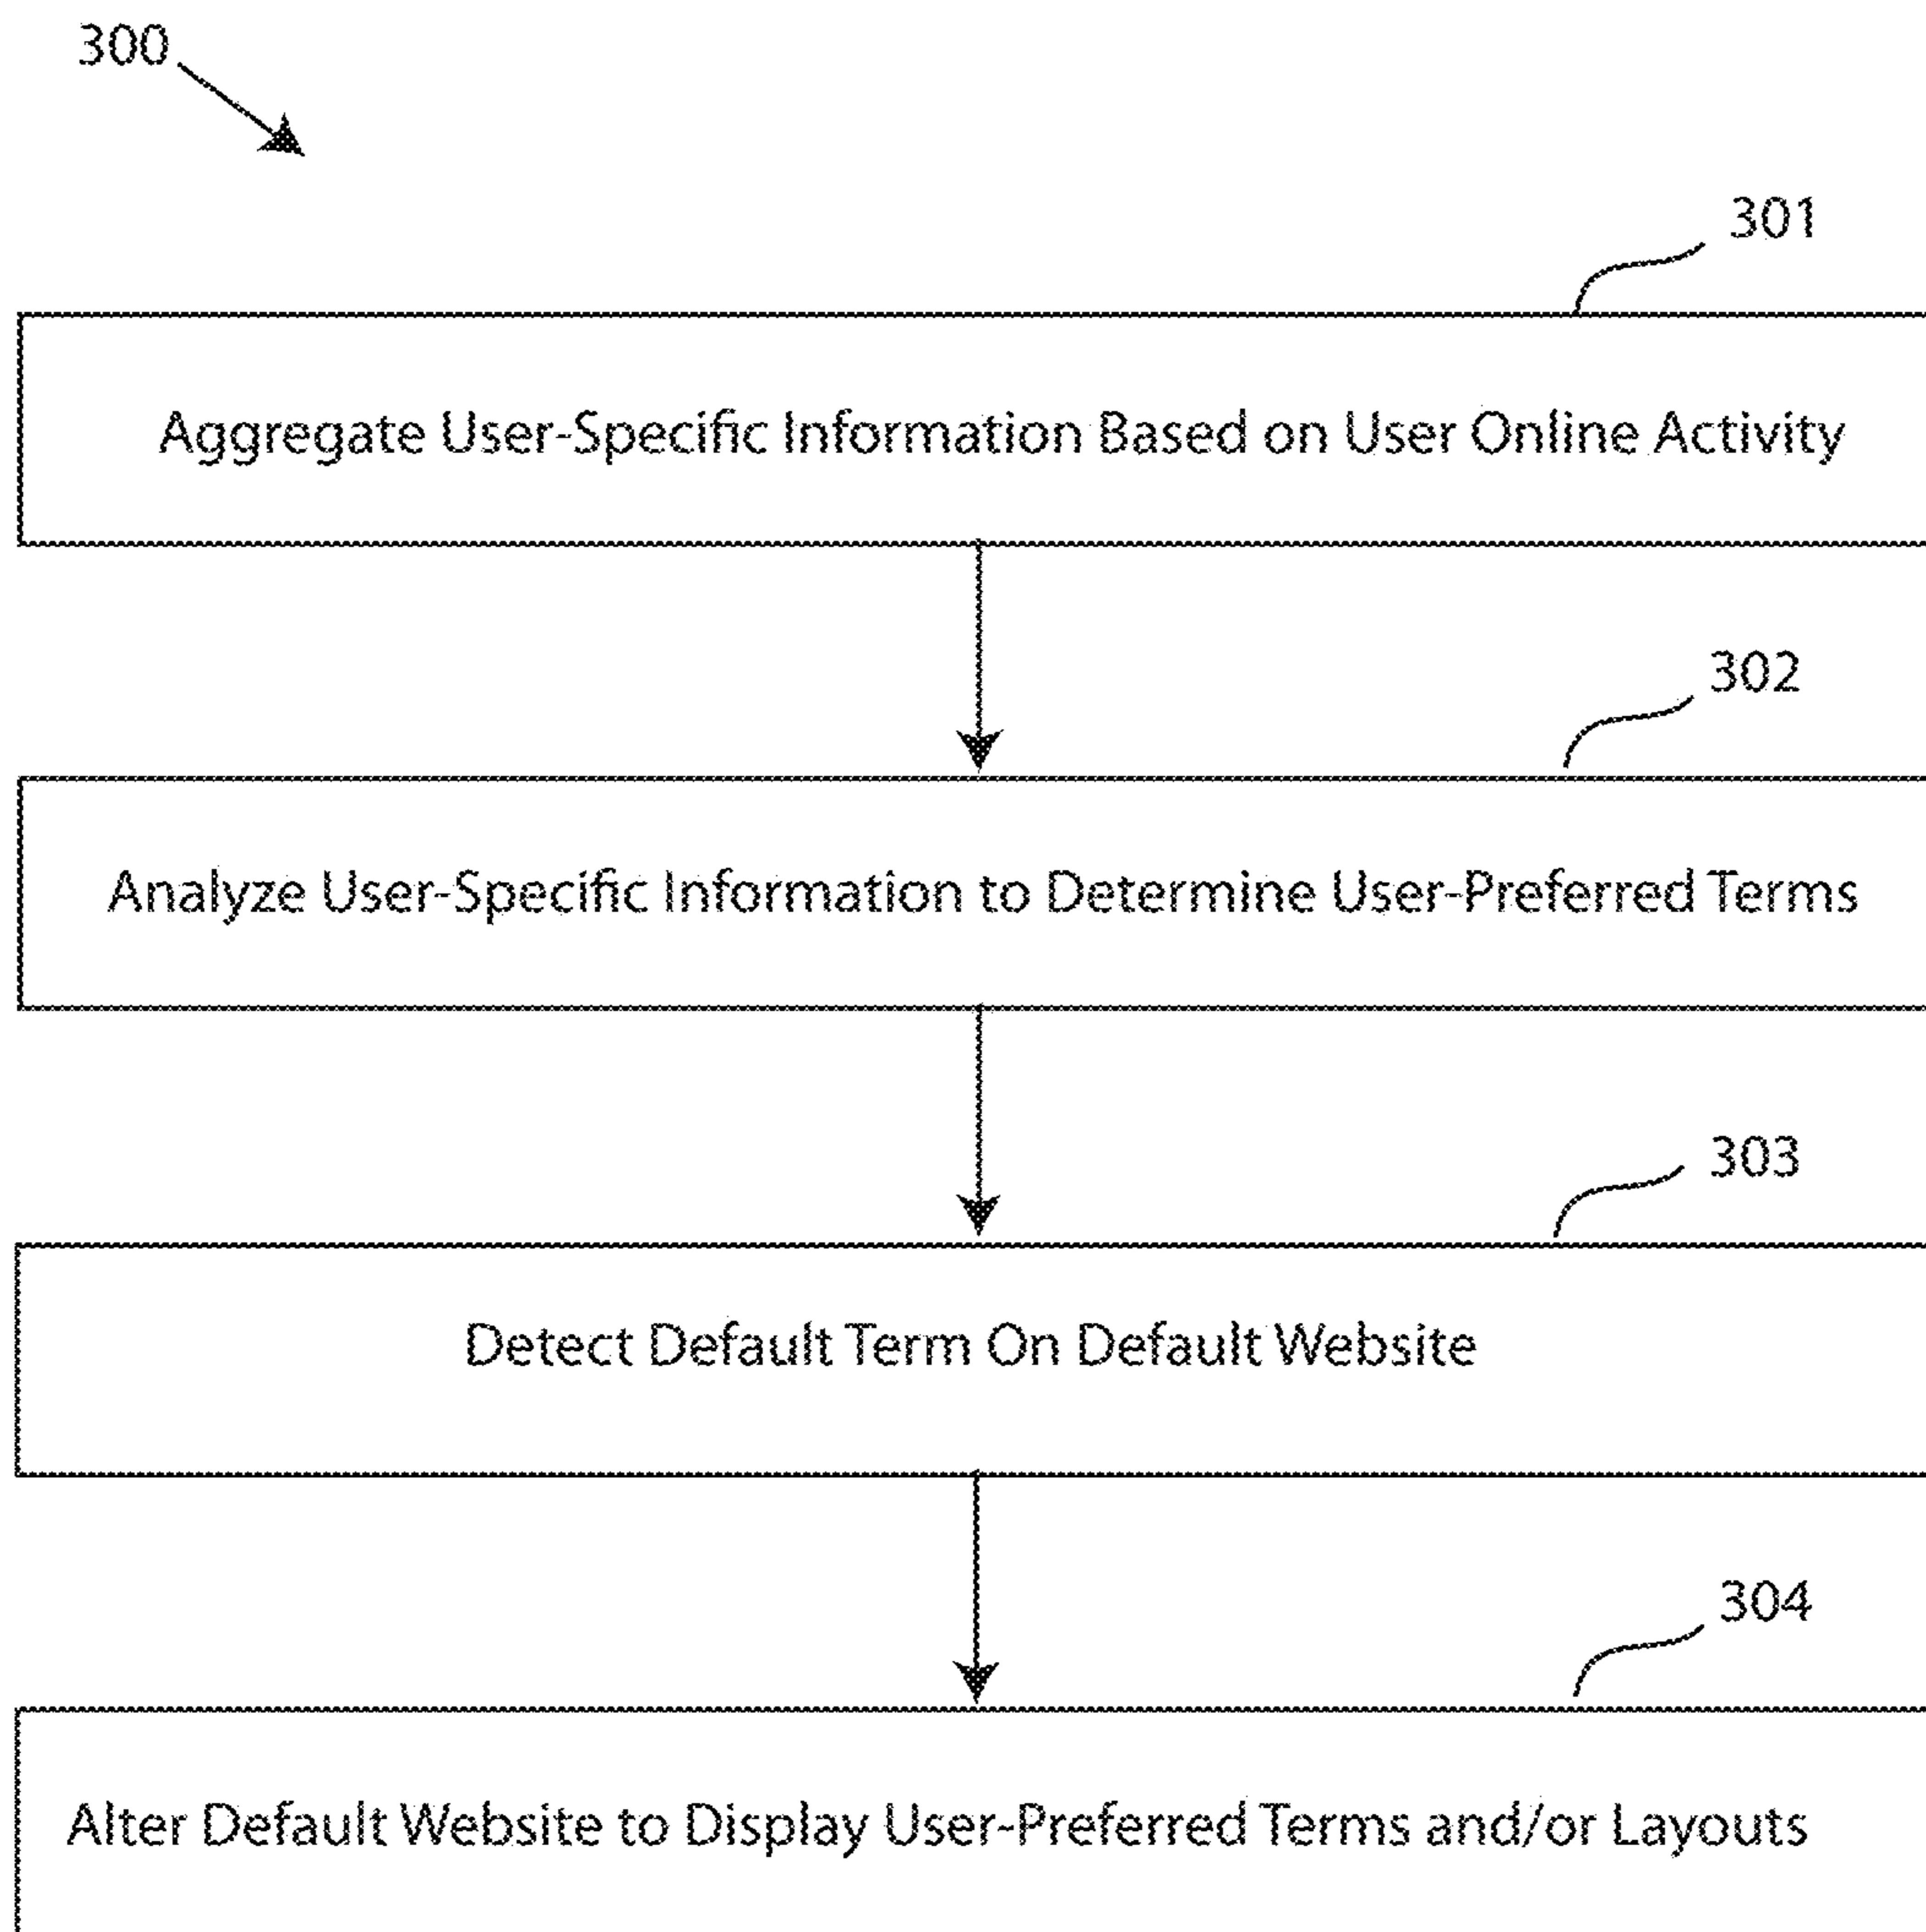 300
301
Aggregate User-Specific Information Based on User Online Activity
302
Analyze User-Specific Information to Determine User-Preferred Terms
303
Detect Default Term On Default Website
304
Alter Default Website to Display User-Preferred Terms and/or Layouts